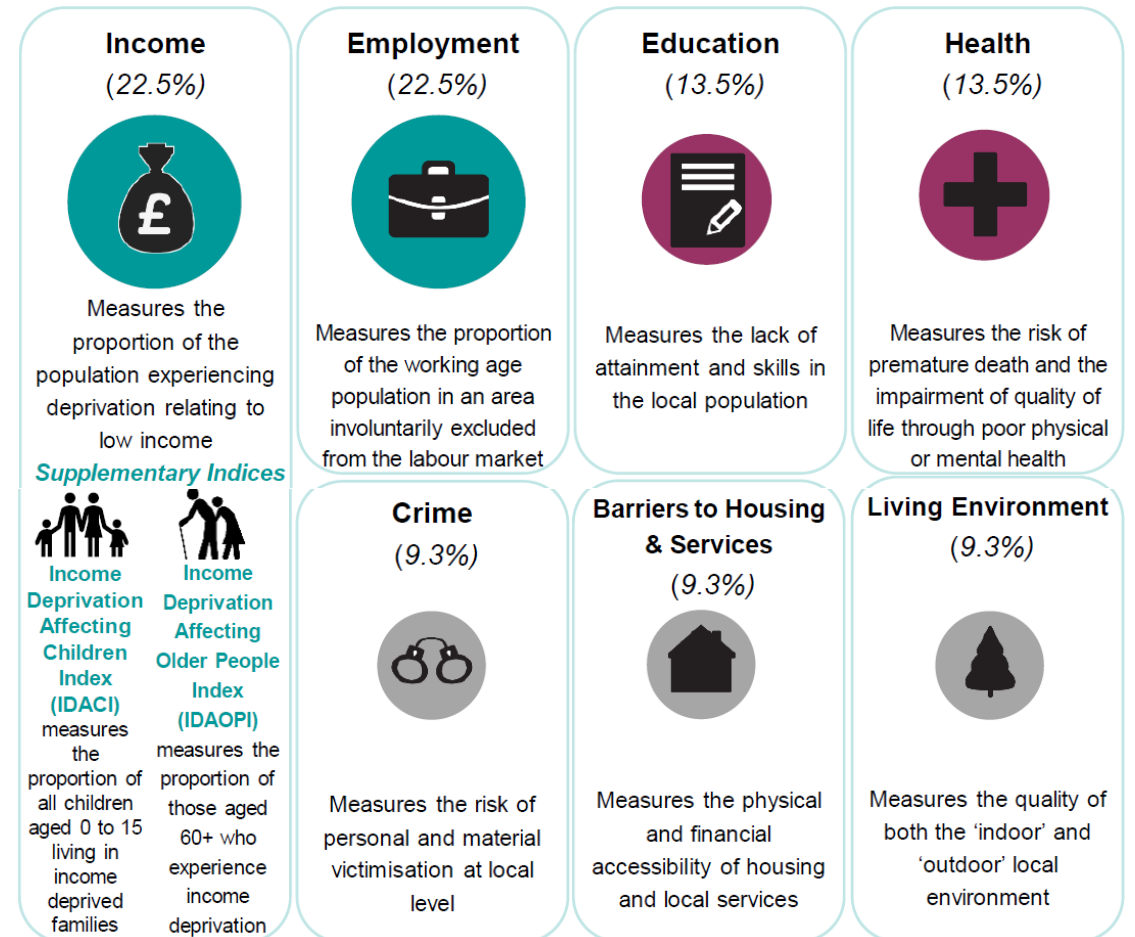 Income
(22.5%)
£
Measures the
proportion of the
population experiencing
deprivation relating to
low income
Supplementary Indices
Income
Deprivation
Affecting
Children
Index
(IDACI)
measures
the
proportion of
all children
aged 0 to 15
living in
income
deprived
families
Income
Deprivation
Affecting
Older People
Index
(IDAOPI)
measures the
proportion of
those aged
60+ who
experience
income
deprivation
Employment
(22.5%)
Measures the proportion
of the working age
population in an area
involuntarily excluded
from the labour market
Education
(13.5%)
Measures the lack of
attainment and skills in
the local population
Health
(13.5%)
Measures the risk of
premature death and the
impairment of quality of
life through poor physical
or mental health
Crime
(9.3%)
Measures the risk of
personal and material
victimisation at local
level
Barriers to Housing
& Services
(9.3%)
Measures the physical
and financial
accessibility of housing
and local services
Living Environment
(9.3%)
Measures the quality of
both the ‘indoor’ and
‘outdoor’ local
environment